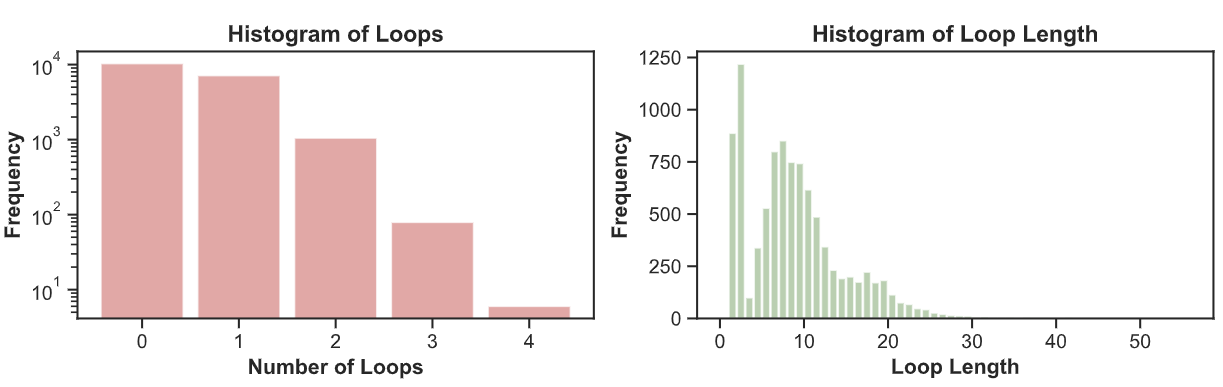 Histogram of Loops
Frequency
10^4
10^3
10^2
10^1
0 1 2 3 4
Number of Loops
Histogram of Loop Length
Frequency
1250
1000
750
500
250
0
0 10 20 30 40 50
Loop Length